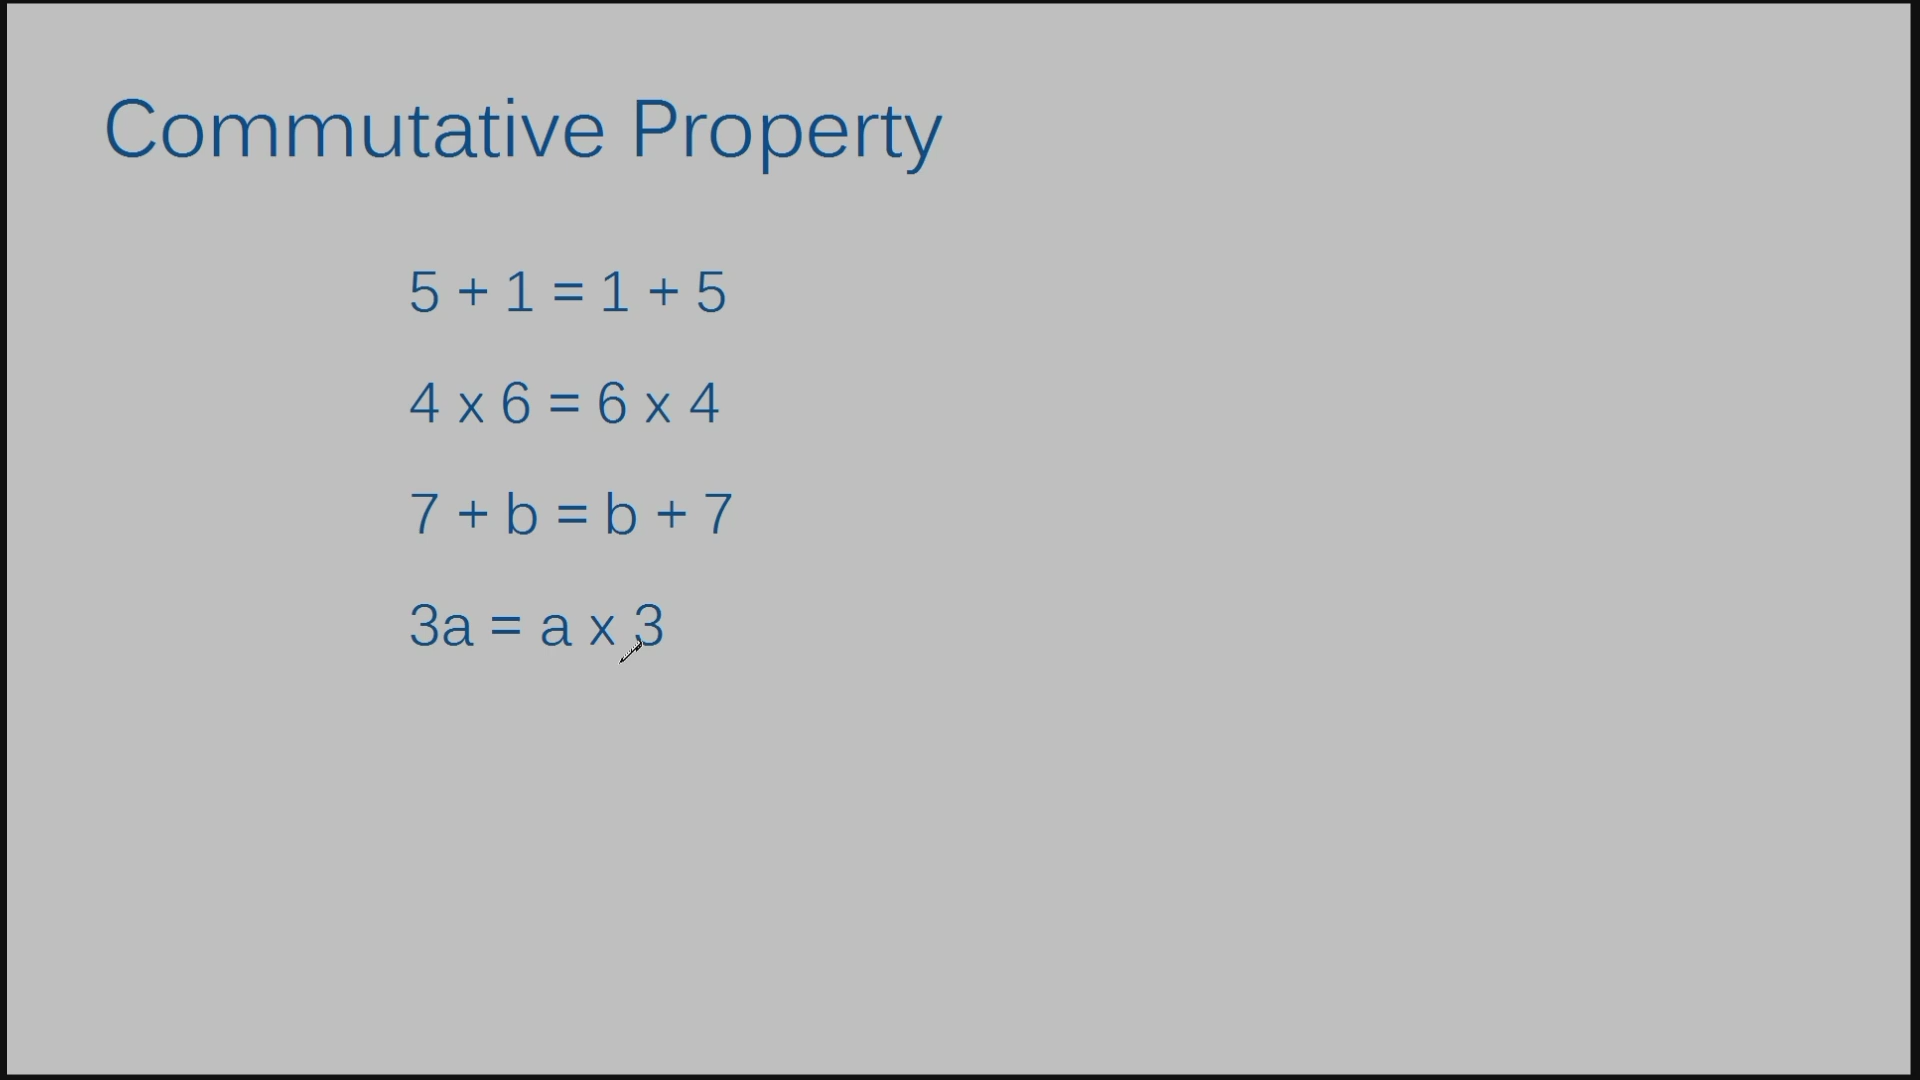 Commutative Property
5 + 1 = 1 + 5
4 x 6 = 6 x 4
7 + b = b + 7
3a = a x 3